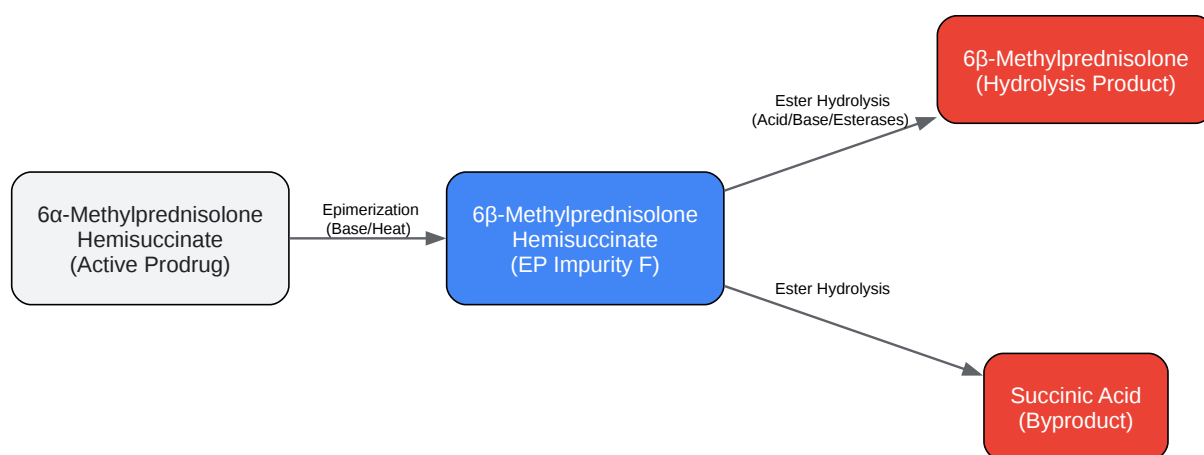 6α-Methylprednisolone
Hemisuccinate
(Active Prodrug)
Epimerization
(Base/Heat)
6β-Methylprednisolone
Hemisuccinate
(EP Impurity F)
Ester Hydrolysis
(Acid/Base/Esterases)
6β-Methylprednisolone
(Hydrolysis Product)
Ester Hydrolysis
Succinic Acid
(Byproduct)